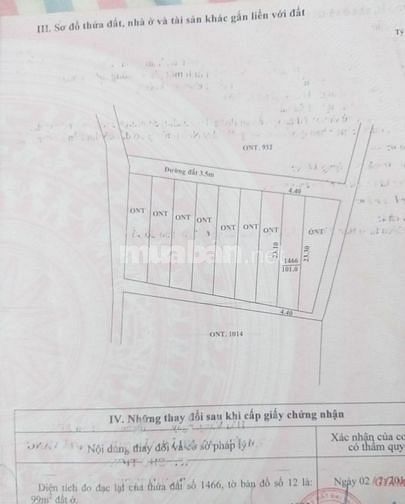 III. Sơ đồ thửa đất, nhà ở và tài sản khác gắn liền với đất
ONT. 932
Đường đất 3.5m
4.40
ONT
ONT
ONT
ONT
ONT
ONT
ONT
ONT
23.10
1466
101.0
23.30
4.40
muaban.net
ONT. 1014
IV. Những thay đổi sau khi cấp giấy chứng nhận
Nội dung thay đổi và cơ sở pháp lý
Xác nhận của cơ
có thẩm quyề
Diện tích đo đạc lại của thửa đất số 1466, tờ bản đồ số 12 là:
99m² đất ở.
Ngày 02